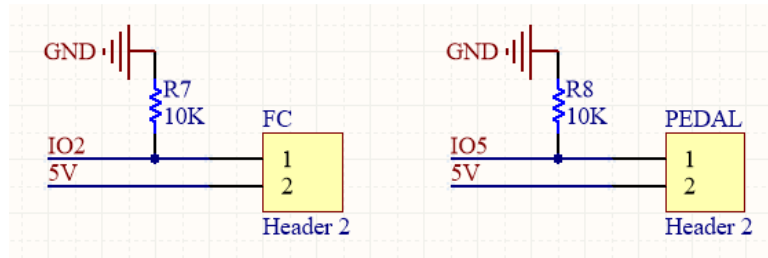 GND
R7
10K
FC
IO2
1
5V
2
Header 2
GND
R8
10K
PEDAL
IO5
1
5V
2
Header 2